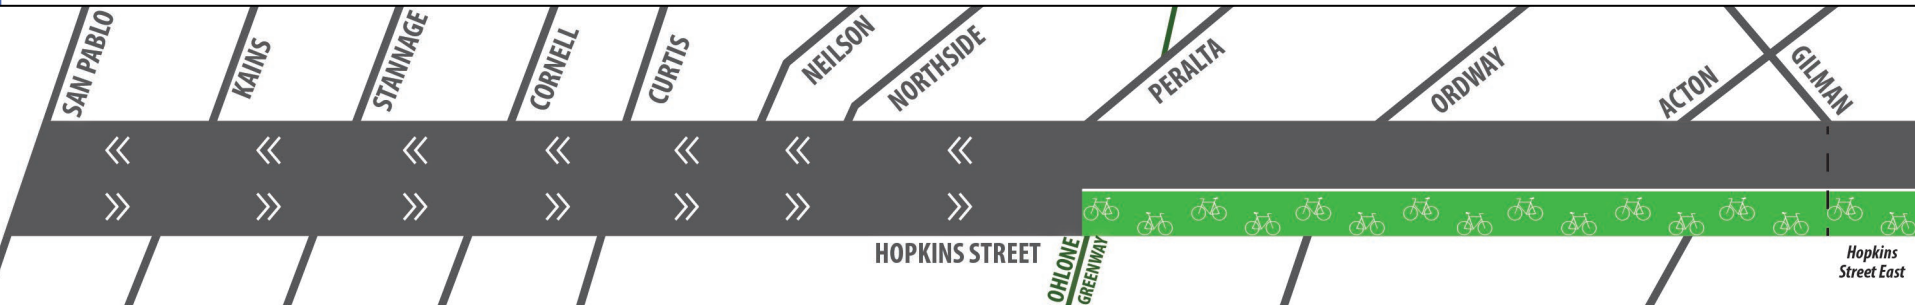 SAN PABLO
KAINS
STANNAGE
CORNELL
CURTIS
NEILSON
NORTHSIDE
PERALTA
ORDWAY
ACTON
GILMAN
HOPKINS STREET
OHLONE
GREENWAY
Hopkins
Street East